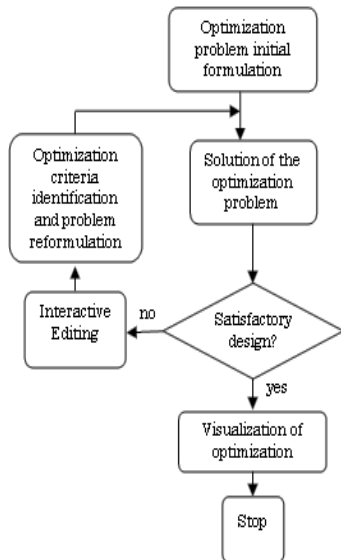 Optimization
problem initial
formulation
Optimization
criteria
identification
and problem
reformulation
Solution of the
optimization
problem
Interactive
Editing
no
Satisfactory
design?
yes
Visualization of
optimization
Stop